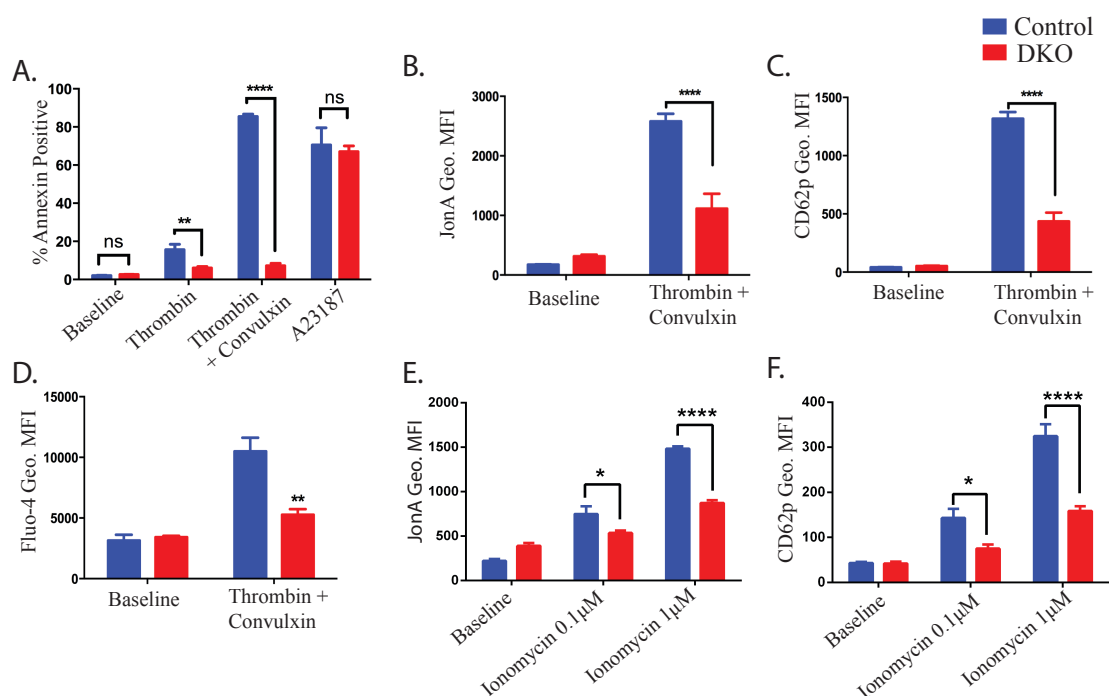 Control
DKO
A.
% Annexin Positive
100
80
60
40
20
0
ns
**
****
ns
Baseline
Thrombin
Thrombin
+ Convulxin
A23187
B.
JonA Geo. MFI
3000
2000
1000
0
****
Baseline
Thrombin +
Convulxin
C.
CD62p Geo. MFI
1500
1000
500
0
****
Baseline
Thrombin +
Convulxin
D.
Fluo-4 Geo. MFI
15000
10000
5000
0
**
Baseline
Thrombin +
Convulxin
E.
JonA Geo. MFI
2000
1500
1000
500
0
*
****
Baseline
Ionomycin 0.1µM
Ionomycin 1µM
F.
CD62p Geo. MFI
400
300
200
100
0
*
****
Baseline
Ionomycin 0.1µM
Ionomycin 1µM